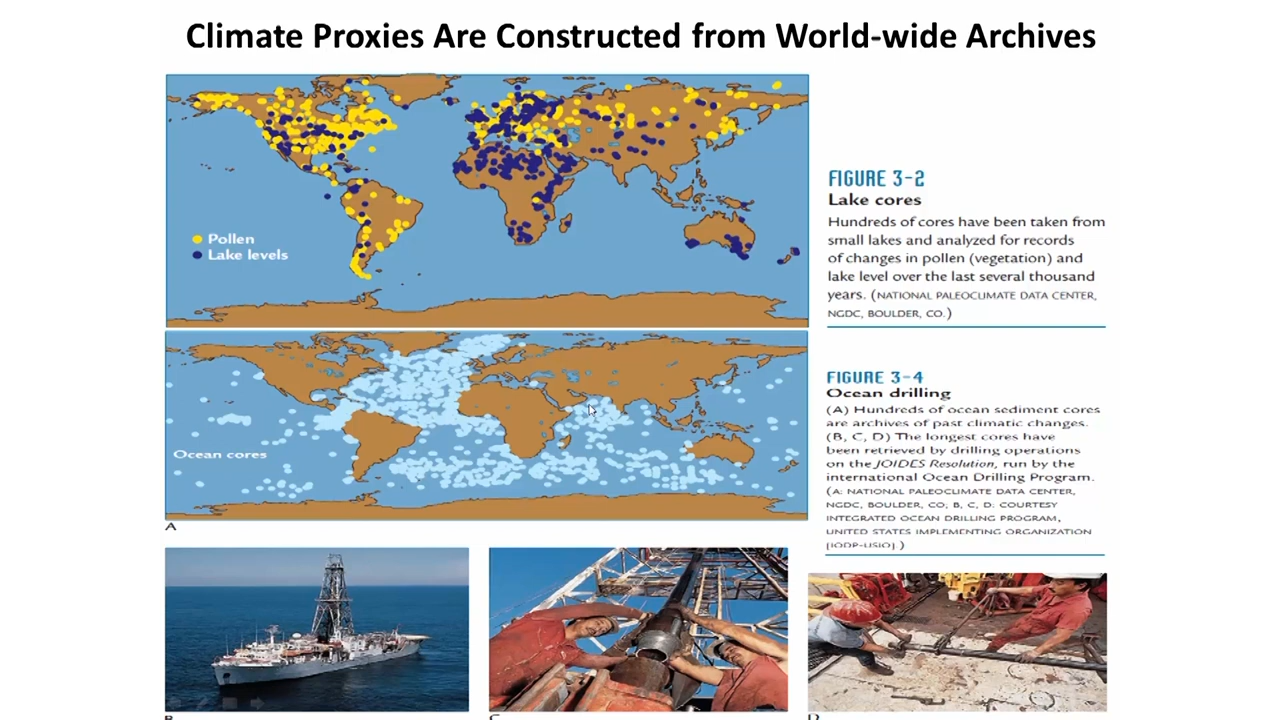 Climate Proxies Are Constructed from World-wide Archives
Pollen
Lake levels
FIGURE 3-2
Lake cores
Hundreds of cores have been taken from
small lakes and analyzed for records
of changes in pollen (vegetation) and
lake level over the last several thousand
years. (NATIONAL PALEOCLIMATE DATA CENTER,
NGDC, BOULDER, CO.)
Ocean cores
A
FIGURE 3-4
Ocean drilling
(A) Hundreds of ocean sediment cores
are archives of past climatic changes.
(B, C, D) The longest cores have
been retrieved by drilling operations
on the JOIDES Resolution, run by the
international Ocean Drilling Program.
(A: NATIONAL PALEOCLIMATE DATA CENTER,
NGDC, BOULDER, CO; B, C, D: COURTESY
INTEGRATED OCEAN DRILLING PROGRAM,
UNITED STATES IMPLEMENTING ORGANIZATION
[IODP-USIO].)
B
C
D